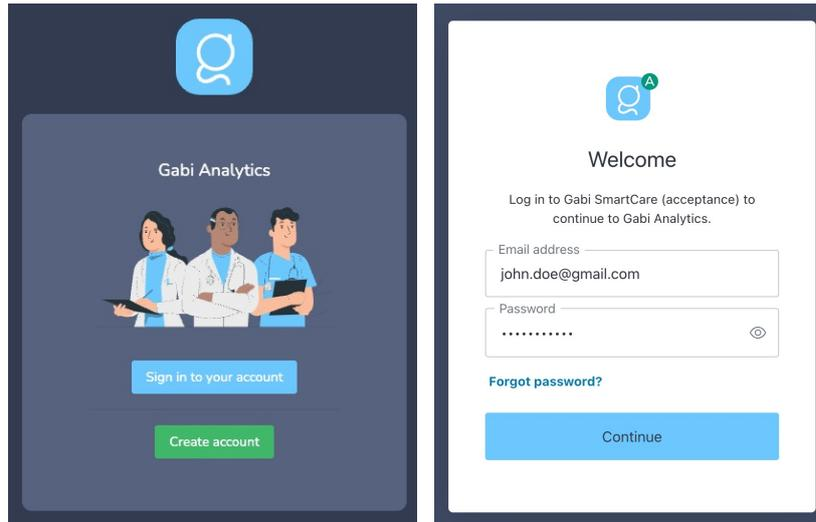 Gabi Analytics
Sign in to your account
Create account
A
Welcome
Log in to Gabi SmartCare (acceptance) to
continue to Gabi Analytics.
Email address
john.doe@gmail.com
Password
•••••••••••
Forgot password?
Continue